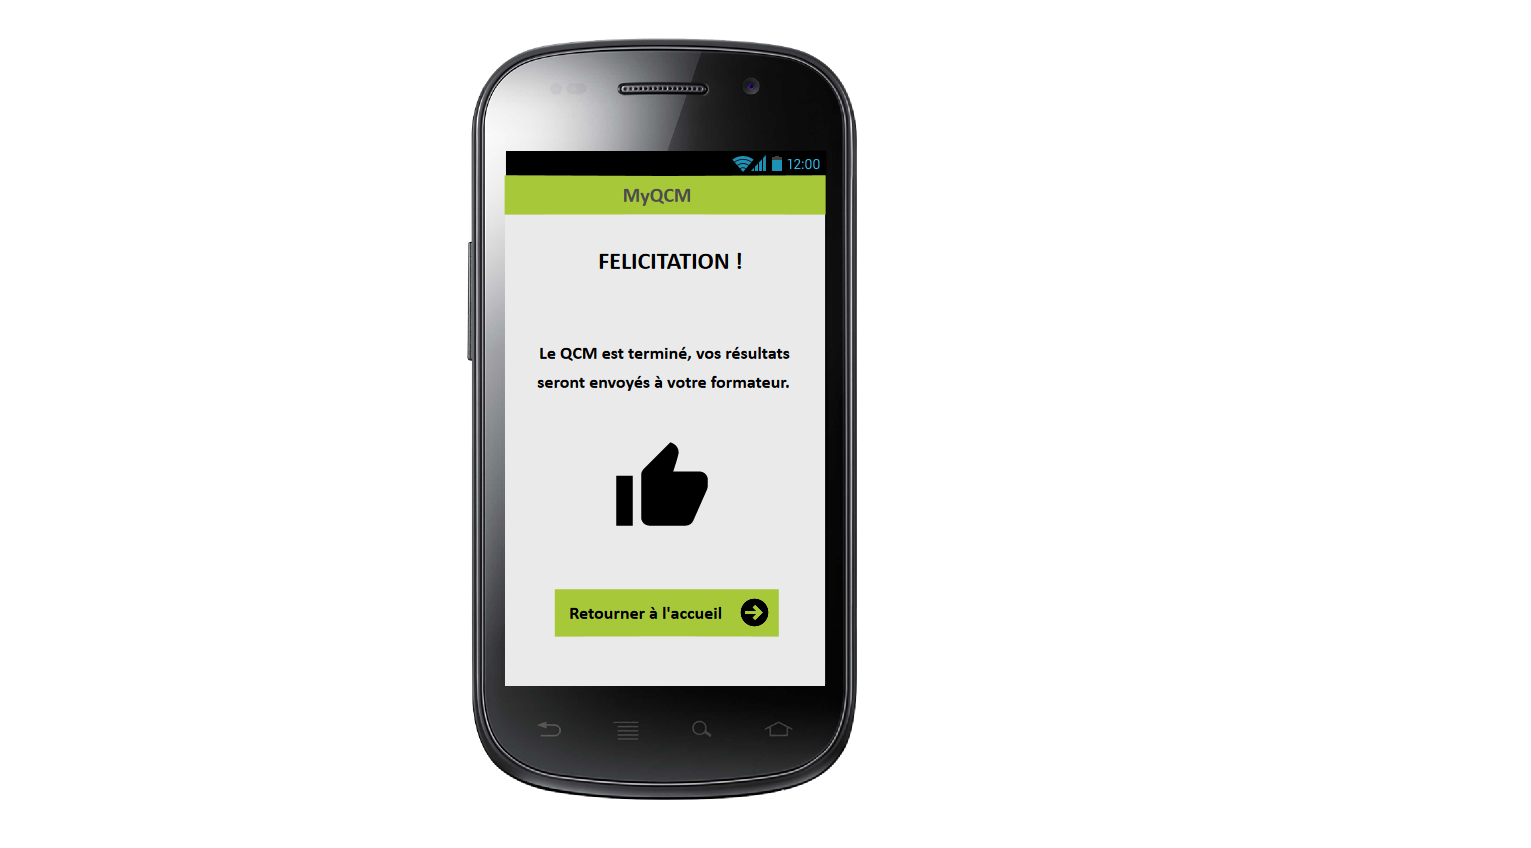 12:00
MyQCM
FELICITATION !
Le QCM est terminé, vos résultats
seront envoyés à votre formateur.
Retourner à l'accueil